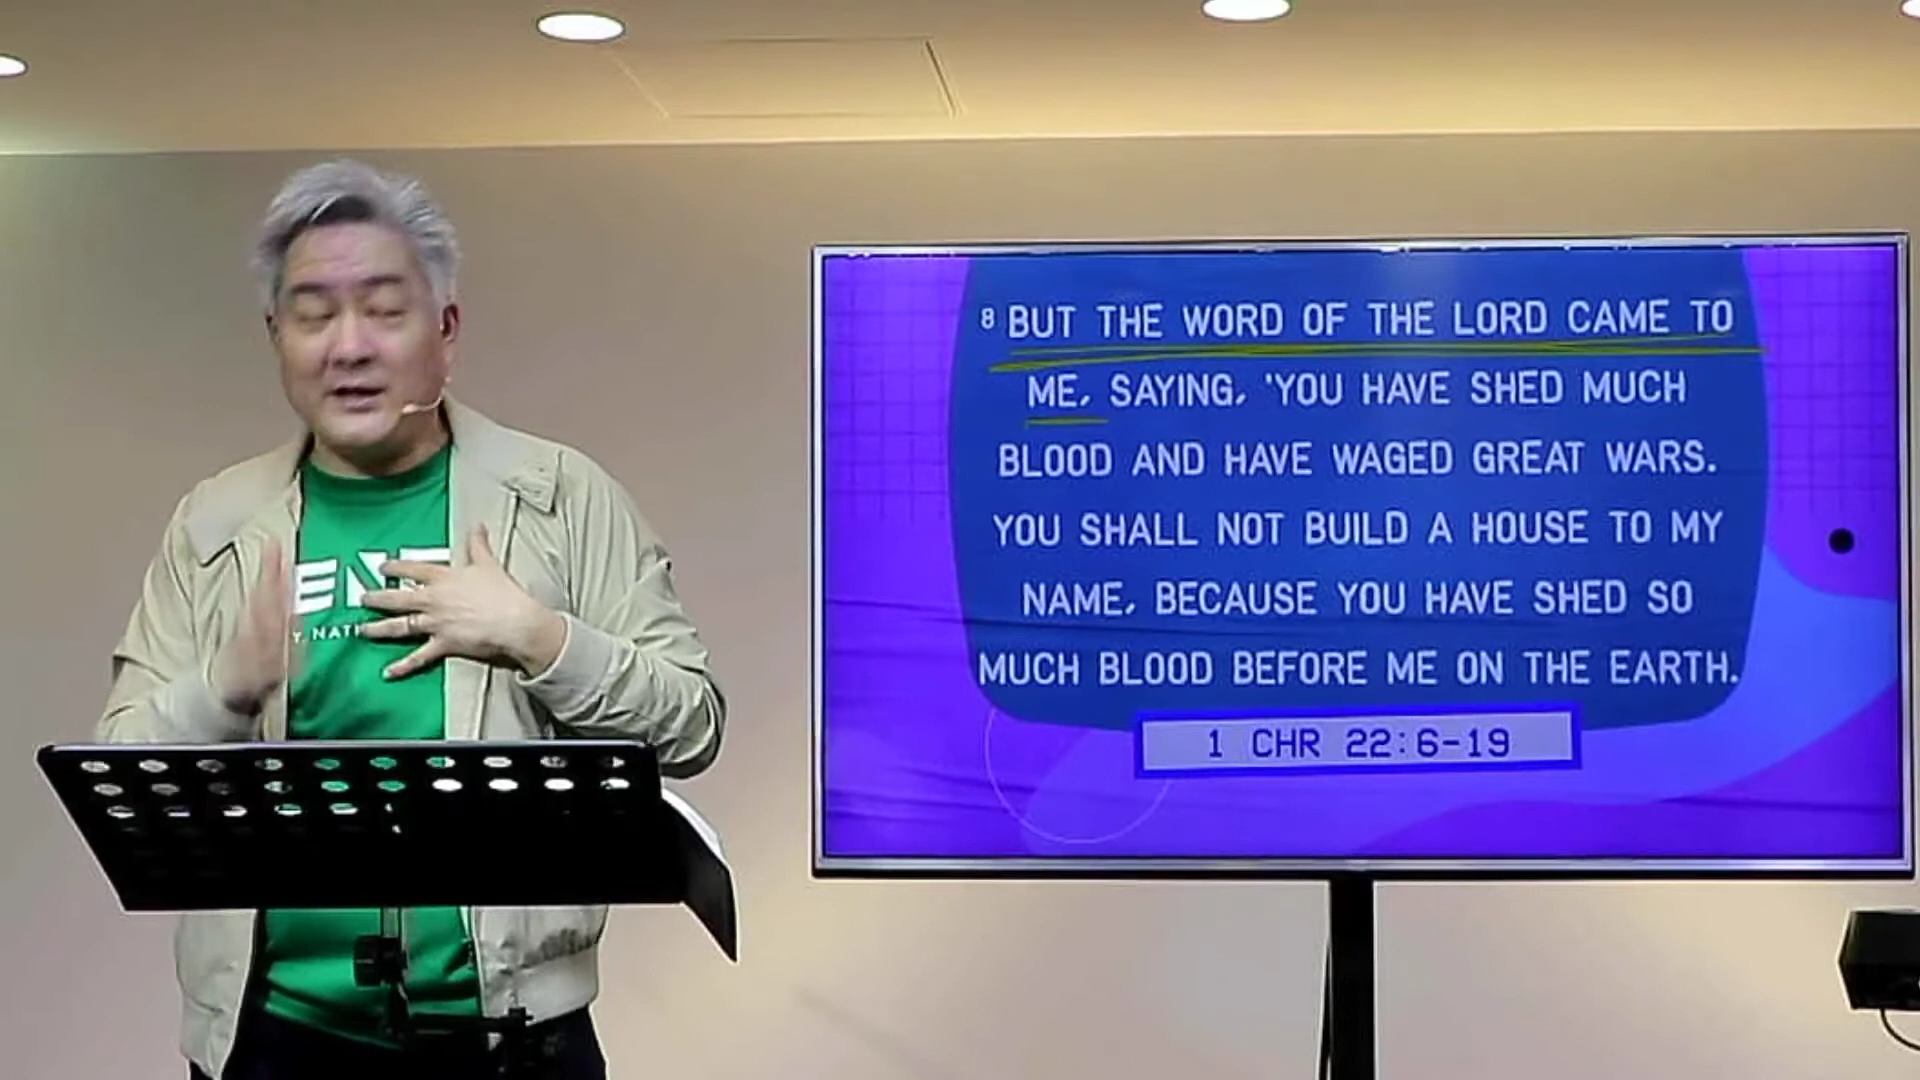 8 BUT THE WORD OF THE LORD CAME TO
ME, SAYING, 'YOU HAVE SHED MUCH
BLOOD AND HAVE WAGED GREAT WARS.
YOU SHALL NOT BUILD A HOUSE TO MY
NAME, BECAUSE YOU HAVE SHED SO
MUCH BLOOD BEFORE ME ON THE EARTH.
1 CHR 22:6-19